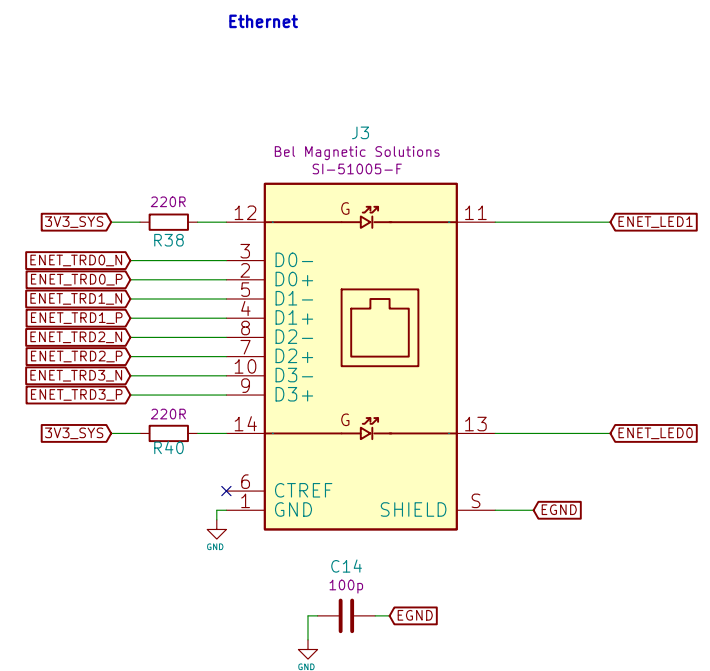 Ethernet
J3
Bel Magnetic Solutions
SI-51005-F
220R
3V3_SYS
12
G
11
ENET_LED1
R38
ENET_TRD0_N
3
D0-
ENET_TRD0_P
2
D0+
ENET_TRD1_N
5
D1-
ENET_TRD1_P
4
D1+
ENET_TRD2_N
8
D2-
ENET_TRD2_P
7
D2+
ENET_TRD3_N
10
D3-
ENET_TRD3_P
9
D3+
220R
3V3_SYS
14
G
13
ENET_LED0
R40
6
CTREF
1
GND
SHIELD
S
EGND
GND
C14
100p
EGND
GND